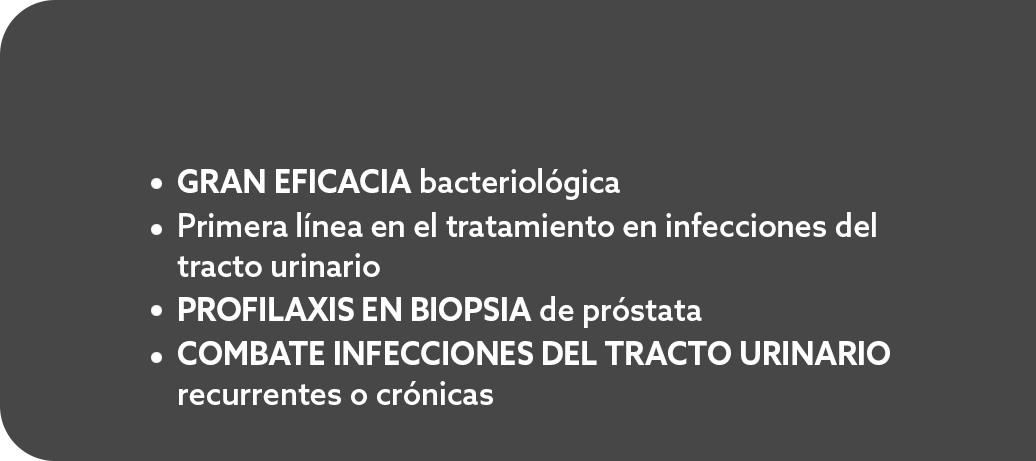 • GRAN EFICACIA bacteriológica
• Primera línea en el tratamiento en infecciones del
tracto urinario
• PROFILAXIS EN BIOPSIA de próstata
• COMBATE INFECCIONES DEL TRACTO URINARIO
recurrentes o crónicas